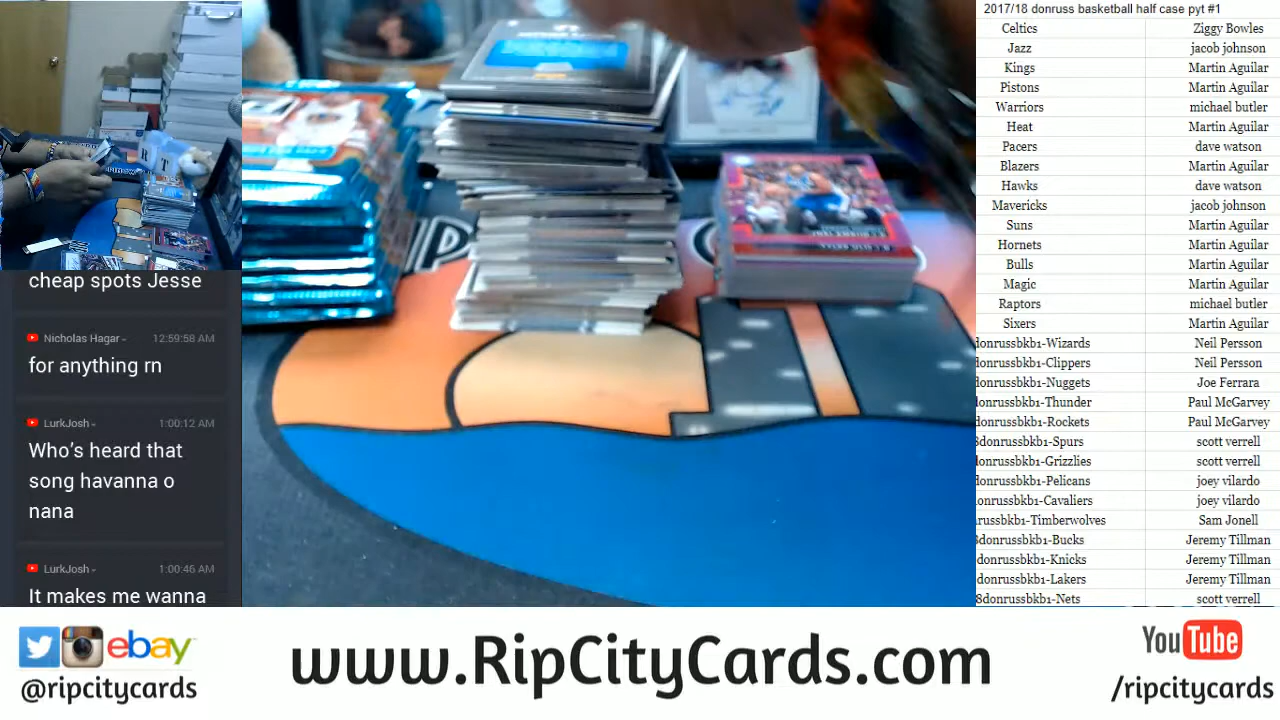 cheap spots Jesse
Nicholas Hagar 12:59:58 AM
for anything rn
LurkJosh 1:00:12 AM
Who's heard that
song havanna o
nana
LurkJosh 1:00:46 AM
It makes me wanna
2017/18 donruss basketball half case pyt #1
Celtics Ziggy Bowles
Jazz jacob johnson
Kings Martin Aguilar
Pistons Martin Aguilar
Warriors michael butler
Heat Martin Aguilar
Pacers dave watson
Blazers Martin Aguilar
Hawks dave watson
Mavericks jacob johnson
Suns Martin Aguilar
Hornets Martin Aguilar
Bulls Martin Aguilar
Magic Martin Aguilar
Raptors michael butler
Sixers Martin Aguilar
donrussbkb1-Wizards Neil Persson
donrussbkb1-Clippers Neil Persson
donrussbkb1-Nuggets Joe Ferrara
donrussbkb1-Thunder Paul McGarvey
donrussbkb1-Rockets Paul McGarvey
8donrussbkb1-Spurs scott verrell
donrussbkb1-Grizzlies scott verrell
donrussbkb1-Pelicans joey vilardo
donrussbkb1-Cavaliers joey vilardo
russbkb1-Timberwolves Sam Jonell
8donrussbkb1-Bucks Jeremy Tillman
donrussbkb1-Knicks Jeremy Tillman
donrussbkb1-Lakers Jeremy Tillman
8donrussbkb1-Nets scott verrell
ebay
@ripcitycards
www.RipCityCards.com
YouTube
/ripcitycards